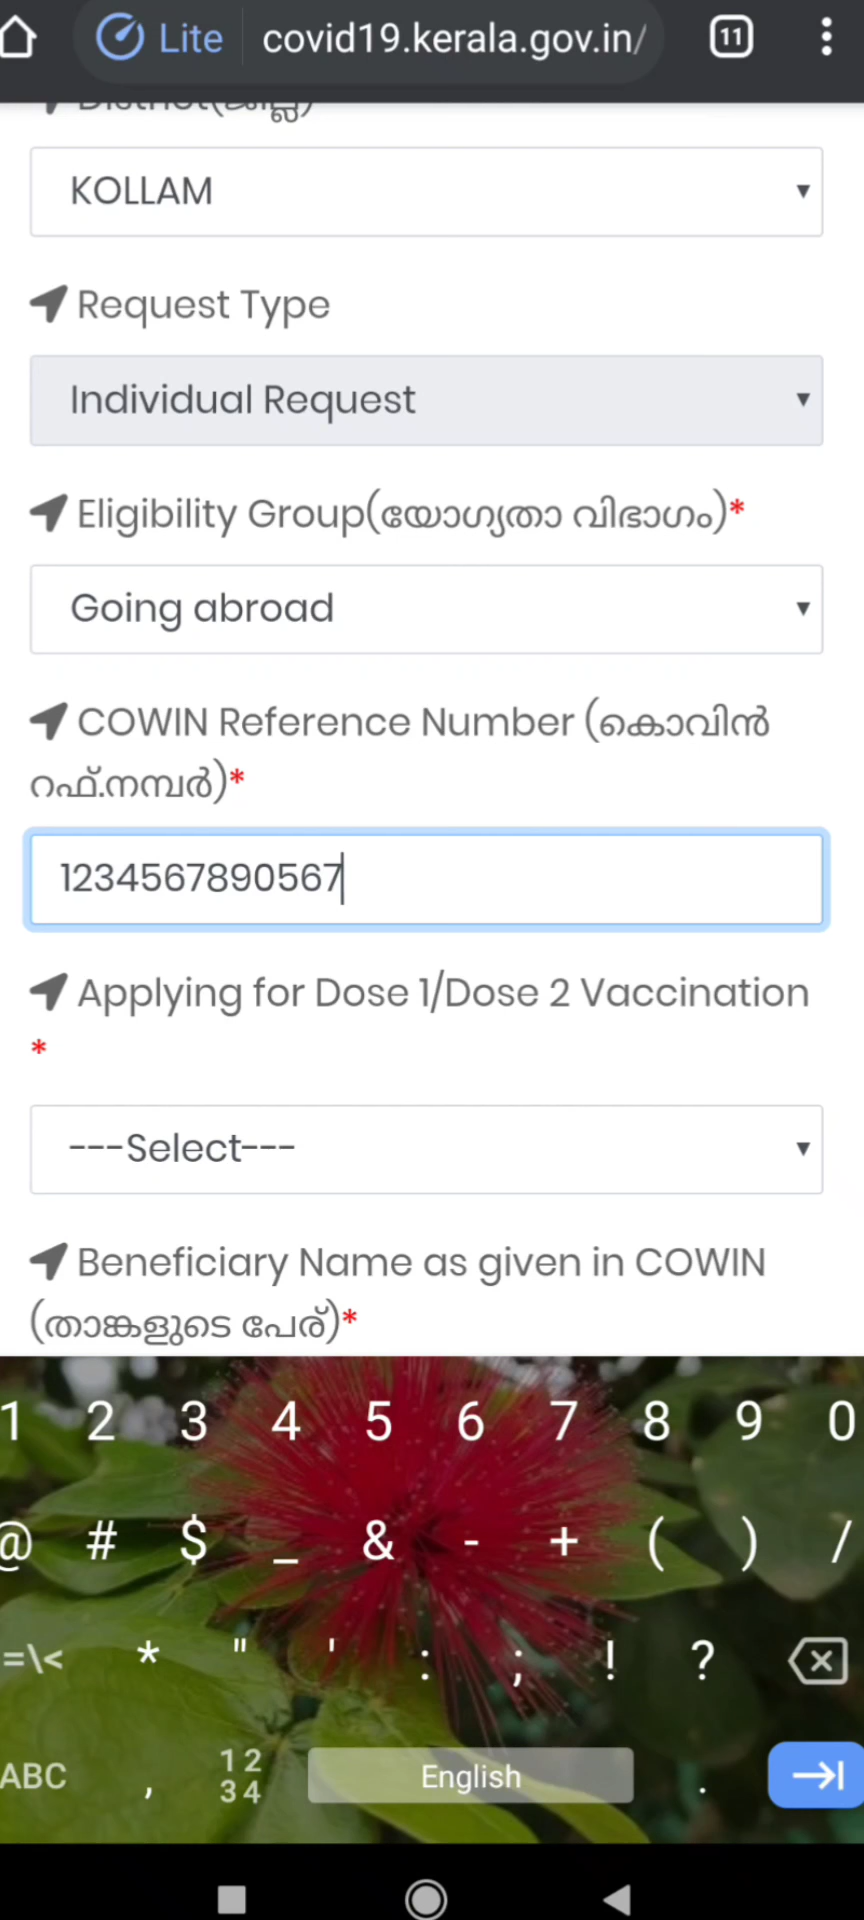 Lite covid19.kerala.gov.in/ 11
District(ജില്ല)
KOLLAM
Request Type
Individual Request
Eligibility Group(യോഗ്യതാ വിഭാഗം)*
Going abroad
COWIN Reference Number (കൊവിൻ
റഫ്.നമ്പർ)*
1234567890567
Applying for Dose 1/Dose 2 Vaccination
*
---Select---
Beneficiary Name as given in COWIN
(താങ്കളുടെ പേര്)*
1 2 3 4 5 6 7 8 9 0
@ # $ _ & - + ( ) /
=\< * " ' : ; ! ?
ABC , 12 34 English .